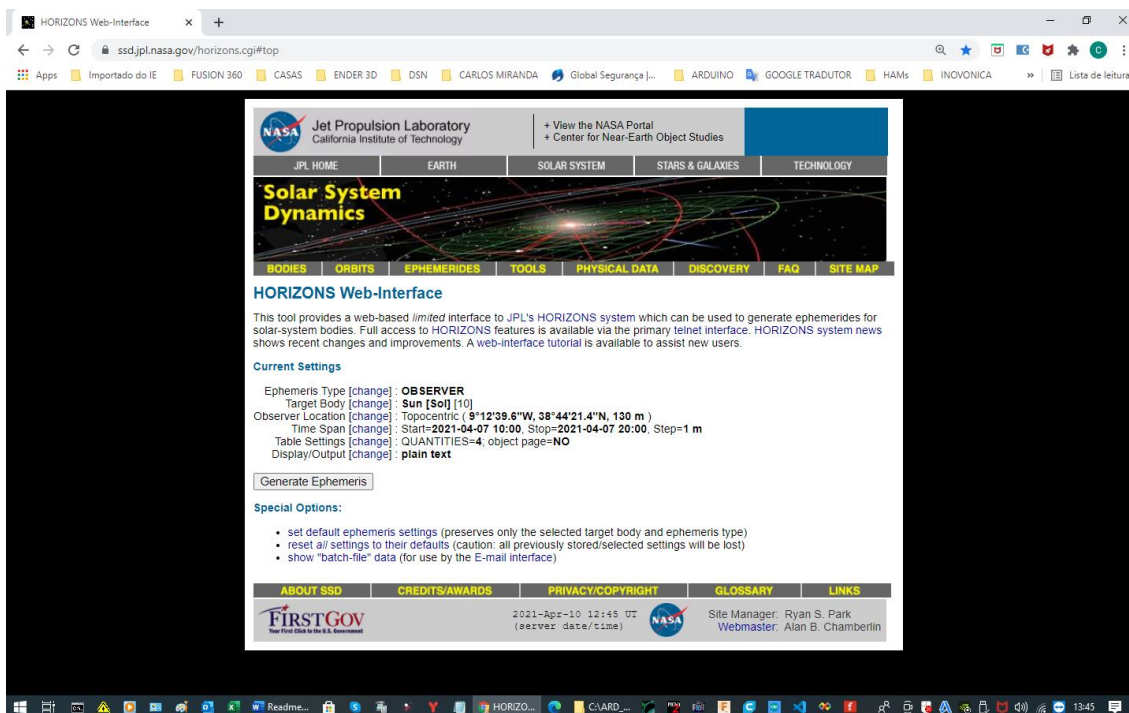 HORIZONS Web-Interface
ssd.jpl.nasa.gov/horizons.cgi#top
Apps Importado do IE FUSION 360 CASAS ENDER 3D DSN CARLOS MIRANDA Global Segurança |... ARDUINO GOOGLE TRADUTOR HAMs INOVONICA » Lista de leitura
NASA
Jet Propulsion Laboratory
California Institute of Technology
+ View the NASA Portal
+ Center for Near-Earth Object Studies
JPL HOME EARTH SOLAR SYSTEM STARS & GALAXIES TECHNOLOGY
Solar System
Dynamics
BODIES ORBITS EPHEMERIDES TOOLS PHYSICAL DATA DISCOVERY FAQ SITE MAP
HORIZONS Web-Interface
This tool provides a web-based limited interface to JPL's HORIZONS system which can be used to generate ephemerides for
solar-system bodies. Full access to HORIZONS features is available via the primary telnet interface. HORIZONS system news
shows recent changes and improvements. A web-interface tutorial is available to assist new users.
Current Settings
Ephemeris Type [change] : OBSERVER
Target Body [change] : Sun [Sol] [10]
Observer Location [change] : Topocentric ( 9°12'39.6''W, 38°44'21.4''N, 130 m )
Time Span [change] : Start=2021-04-07 10:00, Stop=2021-04-07 20:00, Step=1 m
Table Settings [change] : QUANTITIES=4; object page=NO
Display/Output [change] : plain text
Generate Ephemeris
Special Options:
• set default ephemeris settings (preserves only the selected target body and ephemeris type)
• reset all settings to their defaults (caution: all previously stored/selected settings will be lost)
• show "batch-file" data (for use by the E-mail interface)
ABOUT SSD CREDITS/AWARDS PRIVACY/COPYRIGHT GLOSSARY LINKS
FIRSTGOV
Your First Click to the U.S. Government
2021-Apr-10 12:45 UT
(server date/time)
NASA
Site Manager: Ryan S. Park
Webmaster: Alan B. Chamberlin
Readme... HORIZO... C:\ARD_... 13:45